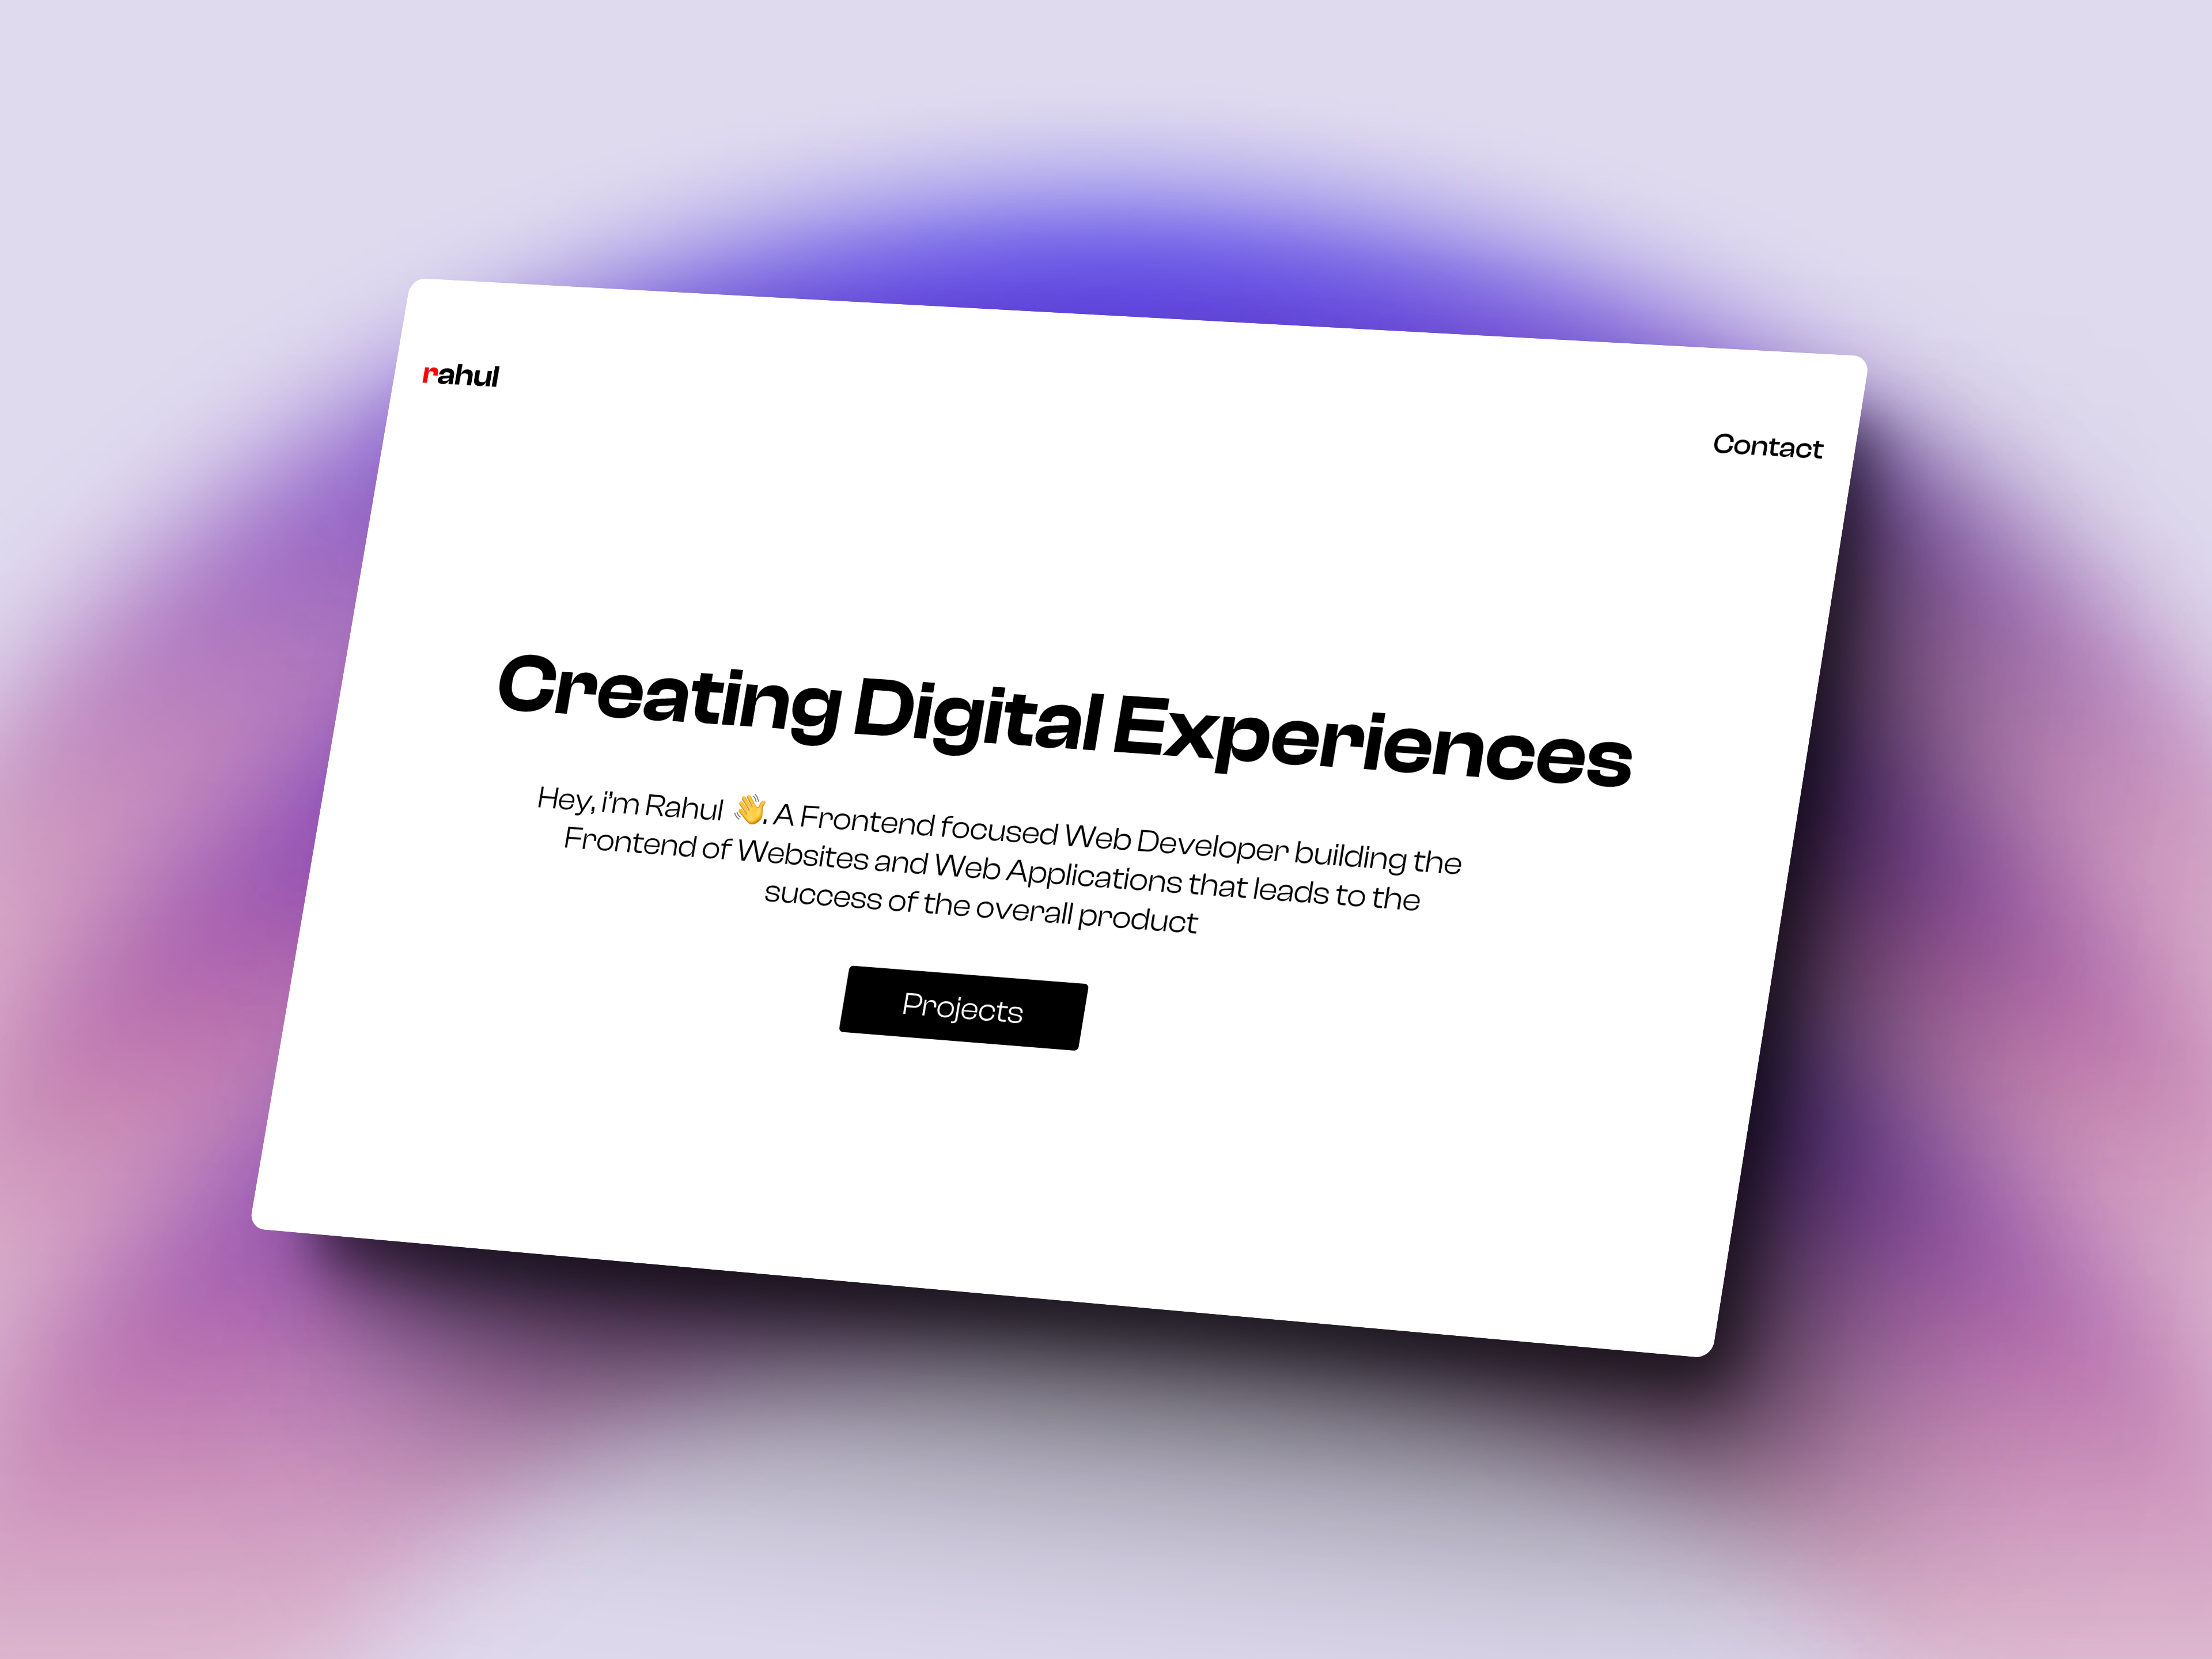 rahul
Contact
Creating Digital Experiences
Hey, i'm Rahul 👋. A Frontend focused Web Developer building the
Frontend of Websites and Web Applications that leads to the
success of the overall product
Projects